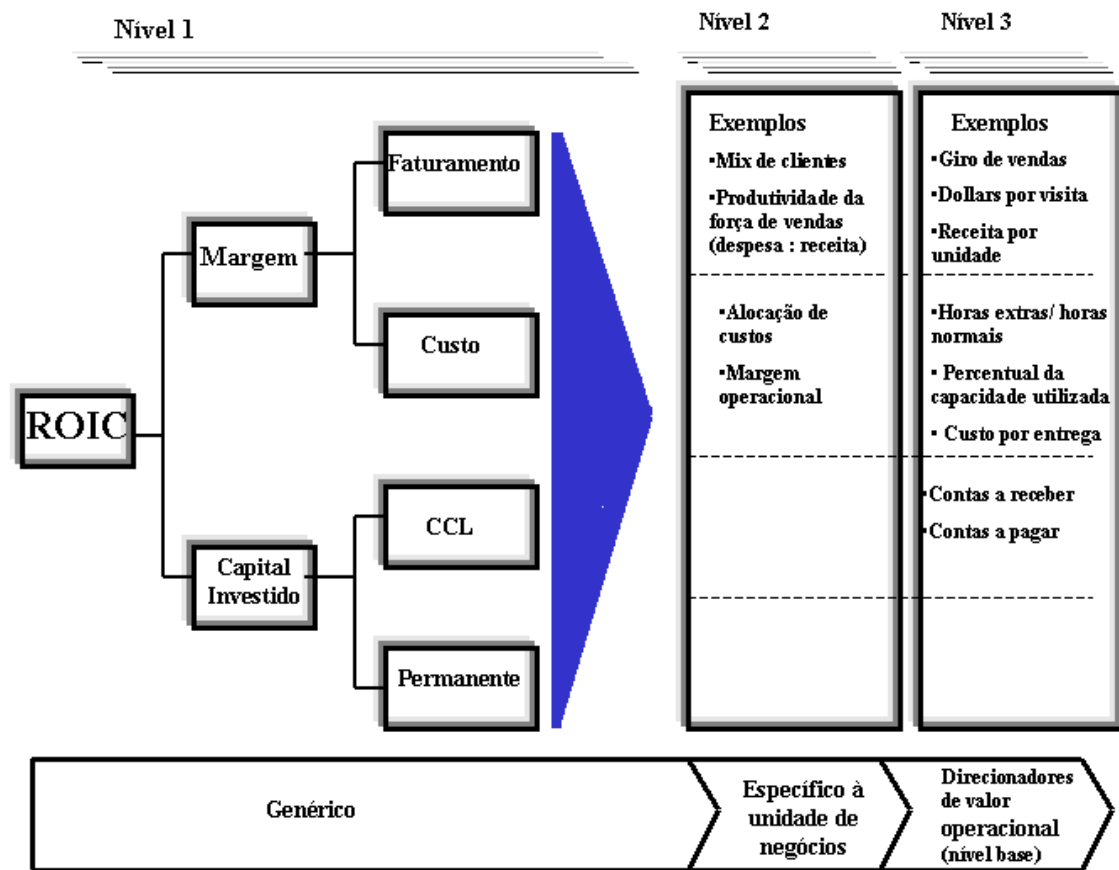 Nível 1
Nível 2
Nível 3
ROIC
Margem
Capital
Investido
Faturamento
Custo
CCL
Permanente
Exemplos
•Mix de clientes
•Produtividade da
força de vendas
(despesa : receita)
•Alocação de
custos
•Margem
operacional
Exemplos
•Giro de vendas
•Dollars por visita
•Receita por
unidade
•Horas extras/ horas
normais
• Percentual da
capacidade utilizada
• Custo por entrega
•Contas a receber
•Contas a pagar
Genérico
Específico à
unidade de
negócios
Direcionadores
de valor
operacional
(nível base)